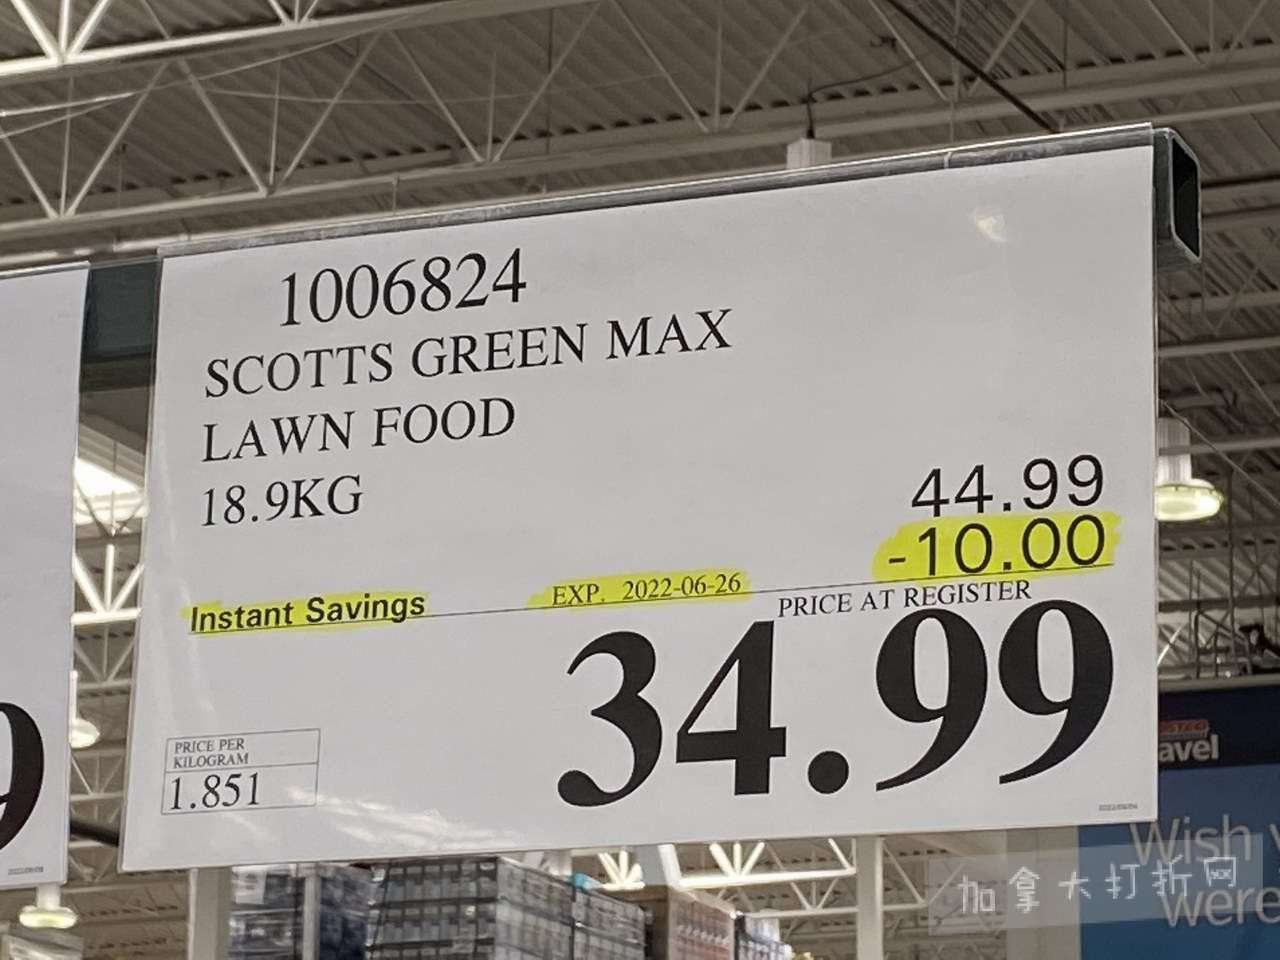 1006824
SCOTTS GREEN MAX
LAWN FOOD
18.9KG
44.99
-10.00
Instant Savings
EXP. 2022-06-26
PRICE AT REGISTER
34.99
PRICE PER
KILOGRAM
1.851
9
avel
Wish
were
加拿大打折网